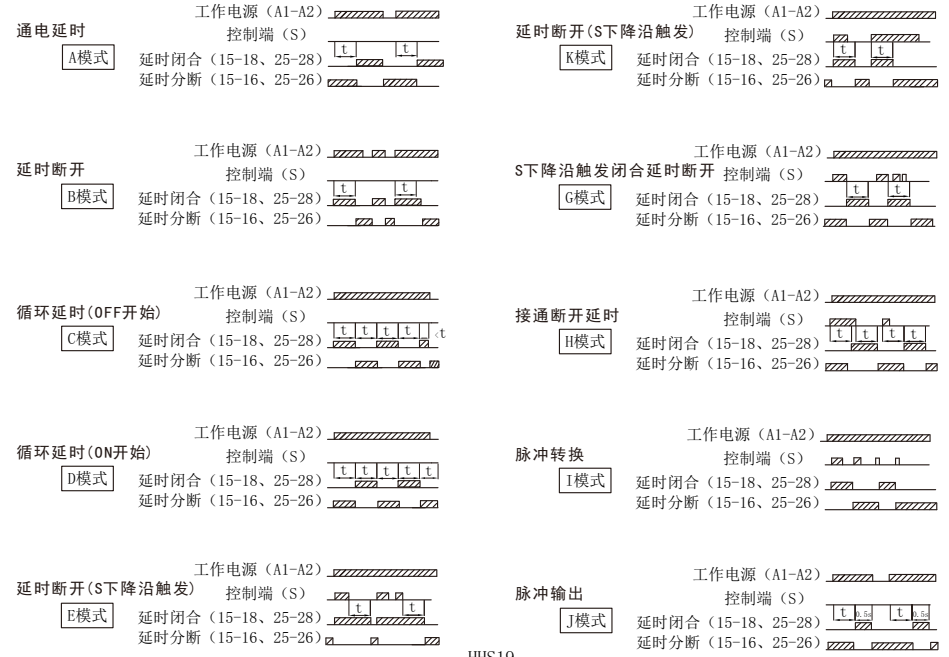 通电延时
A模式
工作电源（A1-A2）
控制端（S）
t t
延时闭合（15-18、25-28）
延时分断（15-16、25-26）
延时断开
B模式
工作电源（A1-A2）
控制端（S）
t t
延时闭合（15-18、25-28）
延时分断（15-16、25-26）
循环延时(OFF开始)
C模式
工作电源（A1-A2）
控制端（S）
t t t t <t
延时闭合（15-18、25-28）
延时分断（15-16、25-26）
循环延时(ON开始)
D模式
工作电源（A1-A2）
控制端（S）
t t t t t
延时闭合（15-18、25-28）
延时分断（15-16、25-26）
延时断开(S下降沿触发)
E模式
工作电源（A1-A2）
控制端（S）
t t
延时闭合（15-18、25-28）
延时分断（15-16、25-26）
延时断开(S下降沿触发)
K模式
工作电源（A1-A2）
控制端（S）
t t
延时闭合（15-18、25-28）
延时分断（15-16、25-26）
S下降沿触发闭合延时断开
G模式
工作电源（A1-A2）
控制端（S）
t t
延时闭合（15-18、25-28）
延时分断（15-16、25-26）
接通断开延时
H模式
工作电源（A1-A2）
控制端（S）
t t t t
延时闭合（15-18、25-28）
延时分断（15-16、25-26）
脉冲转换
I模式
工作电源（A1-A2）
控制端（S）
延时闭合（15-18、25-28）
延时分断（15-16、25-26）
脉冲输出
J模式
工作电源（A1-A2）
控制端（S）
t 0.5s t 0.5s
延时闭合（15-18、25-28）
延时分断（15-16、25-26）